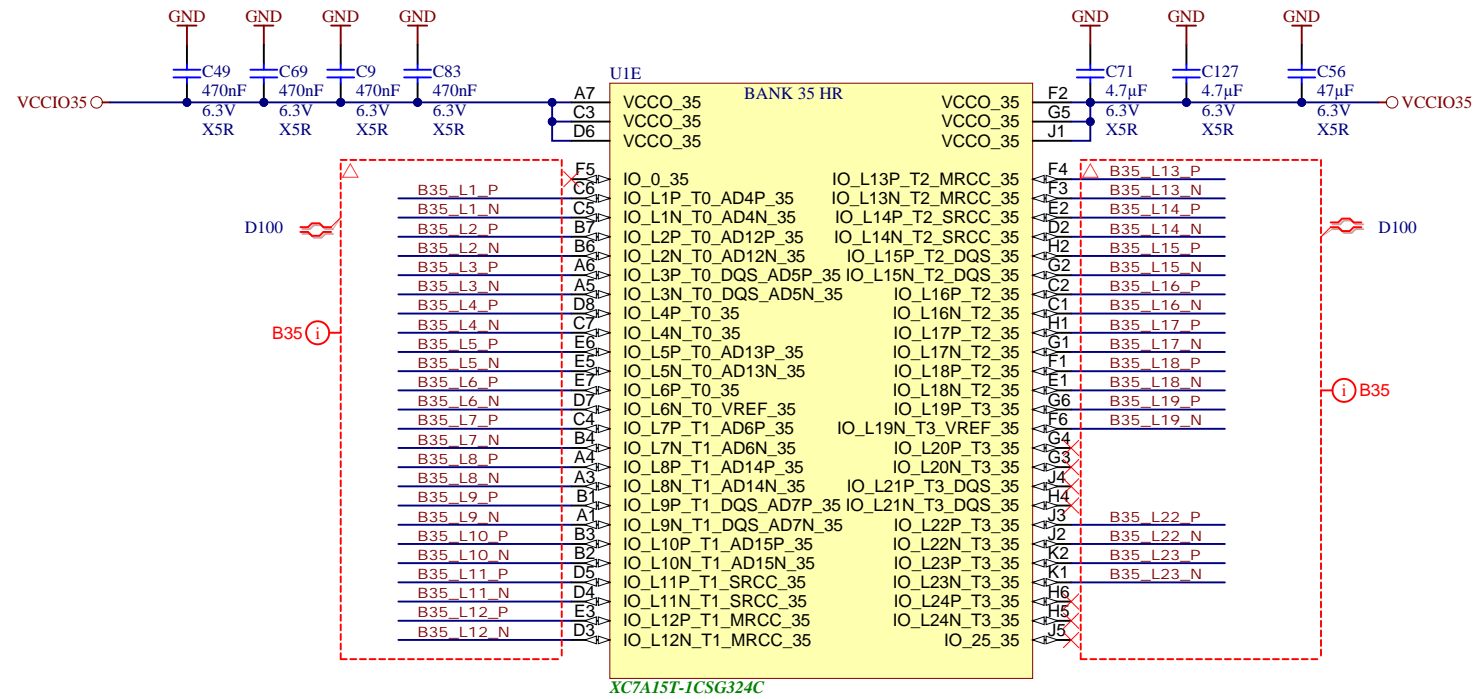 GND GND GND GND GND GND GND
C49 C69 C9 C83 C71 C127 C56
470nF 470nF 470nF 470nF 4.7µF 4.7µF 47µF
6.3V 6.3V 6.3V 6.3V 6.3V 6.3V 6.3V
X5R X5R X5R X5R X5R X5R X5R
VCCIO35 VCCIO35
U1E
BANK 35 HR
A7 VCCO_35 VCCO_35 F2
C3 VCCO_35 VCCO_35 G5
D6 VCCO_35 VCCO_35 J1
F5 IO_0_35 IO_L13P_T2_MRCC_35 F4 B35_L13_P
B35_L1_P C6 IO_L1P_T0_AD4P_35 IO_L13N_T2_MRCC_35 F3 B35_L13_N
B35_L1_N C5 IO_L1N_T0_AD4N_35 IO_L14P_T2_SRCC_35 E2 B35_L14_P
B35_L2_P B7 IO_L2P_T0_AD12P_35 IO_L14N_T2_SRCC_35 D2 B35_L14_N
B35_L2_N B6 IO_L2N_T0_AD12N_35 IO_L15P_T2_DQS_35 H2 B35_L15_P
B35_L3_P A6 IO_L3P_T0_DQS_AD5P_35 IO_L15N_T2_DQS_35 G2 B35_L15_N
B35_L3_N A5 IO_L3N_T0_DQS_AD5N_35 IO_L16P_T2_35 C2 B35_L16_P
B35_L4_P D8 IO_L4P_T0_35 IO_L16N_T2_35 C1 B35_L16_N
B35_L4_N C7 IO_L4N_T0_35 IO_L17P_T2_35 H1 B35_L17_P
B35_L5_P E6 IO_L5P_T0_AD13P_35 IO_L17N_T2_35 G1 B35_L17_N
B35_L5_N E5 IO_L5N_T0_AD13N_35 IO_L18P_T2_35 F1 B35_L18_P
B35_L6_P E7 IO_L6P_T0_35 IO_L18N_T2_35 E1 B35_L18_N
B35_L6_N D7 IO_L6N_T0_VREF_35 IO_L19P_T3_35 G6 B35_L19_P
B35_L7_P C4 IO_L7P_T1_AD6P_35 IO_L19N_T3_VREF_35 F6 B35_L19_N
B35_L7_N B4 IO_L7N_T1_AD6N_35 IO_L20P_T3_35 G4
B35_L8_P A4 IO_L8P_T1_AD14P_35 IO_L20N_T3_35 G3
B35_L8_N A3 IO_L8N_T1_AD14N_35 IO_L21P_T3_DQS_35 J4
B35_L9_P B1 IO_L9P_T1_DQS_AD7P_35 IO_L21N_T3_DQS_35 H4
B35_L9_N A1 IO_L9N_T1_DQS_AD7N_35 IO_L22P_T3_35 J3 B35_L22_P
B35_L10_P B3 IO_L10P_T1_AD15P_35 IO_L22N_T3_35 J2 B35_L22_N
B35_L10_N B2 IO_L10N_T1_AD15N_35 IO_L23P_T3_35 K2 B35_L23_P
B35_L11_P D5 IO_L11P_T1_SRCC_35 IO_L23N_T3_35 K1 B35_L23_N
B35_L11_N D4 IO_L11N_T1_SRCC_35 IO_L24P_T3_35 H6
B35_L12_P E3 IO_L12P_T1_MRCC_35 IO_L24N_T3_35 H5
B35_L12_N D3 IO_L12N_T1_MRCC_35 IO_25_35 J5
D100 D100
B35 i i B35
XC7A15T-1CSG324C